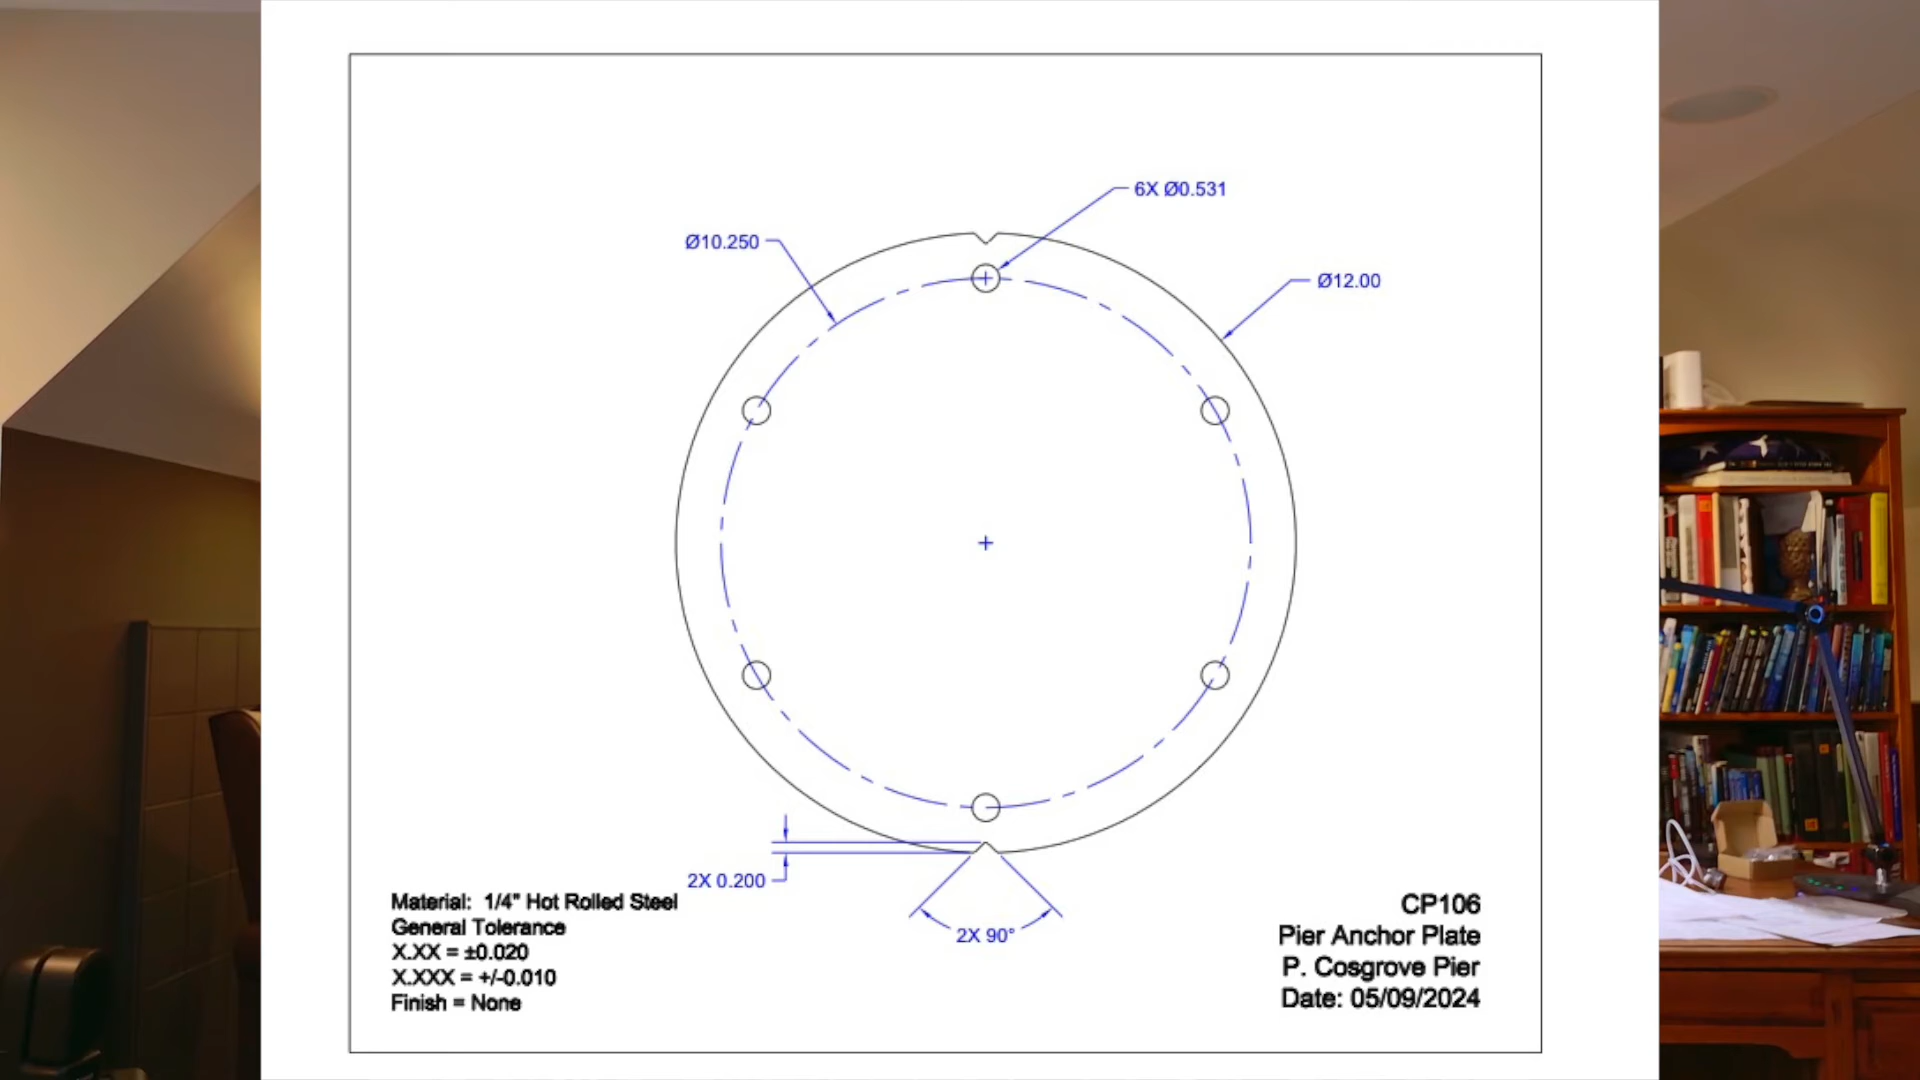 6X Ø0.531
Ø10.250
Ø12.00
2X 0.200
2X 90°
Material: 1/4" Hot Rolled Steel
General Tolerance
X.XX = ±0.020
X.XXX = +/-0.010
Finish = None
CP106
Pier Anchor Plate
P. Cosgrove Pier
Date: 05/09/2024